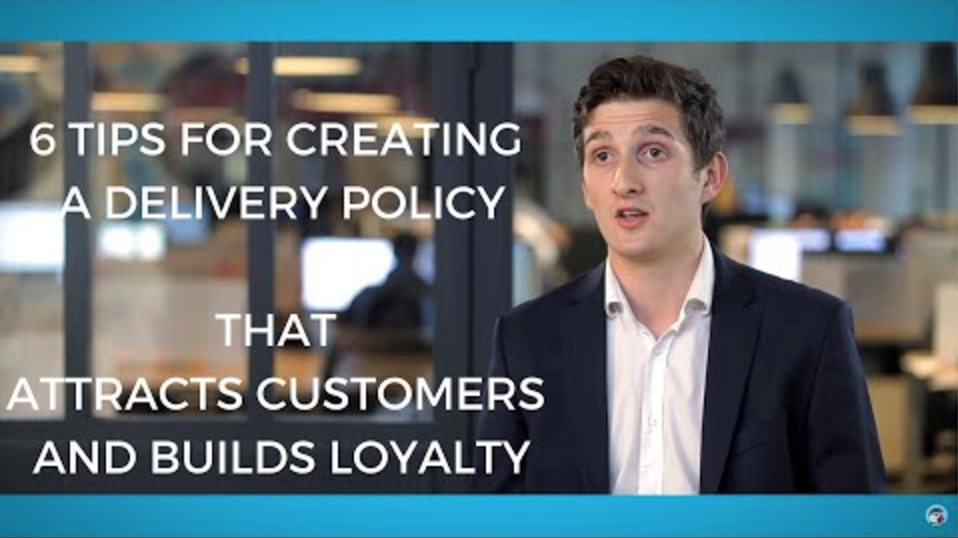 6 TIPS FOR CREATING
A DELIVERY POLICY
THAT
ATTRACTS CUSTOMERS
AND BUILDS LOYALTY